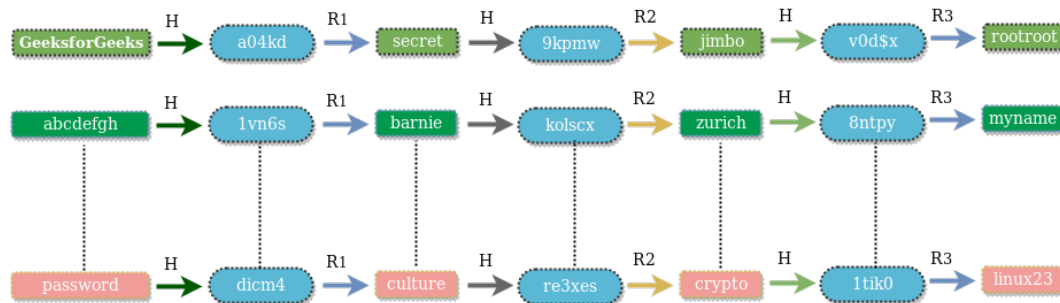 H R1 H R2 H R3
GeeksforGeeks a04kd secret 9kpmw jimbo v0d$x rootroot
H R1 H R2 H R3
abcdefgh 1vn6s barnie kolscx zurich 8ntpy myname
H R1 H R2 H R3
password dicm4 culture re3xes crypto 1tik0 linux23